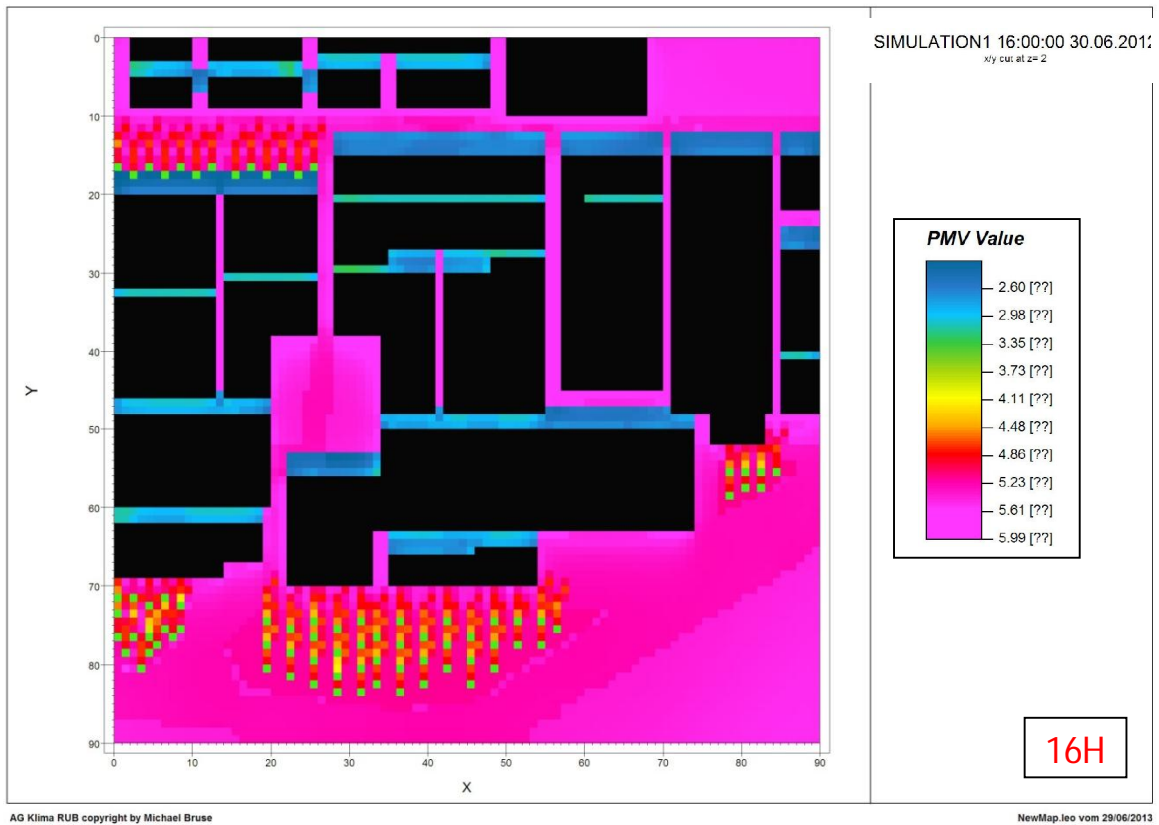 SIMULATION1 16:00:00 30.06.2012
x/y cut at z= 2
0
10
20
30
40
50
60
70
80
90
Y
0 10 20 30 40 50 60 70 80 90
X
PMV Value
2.60 [??]
2.98 [??]
3.35 [??]
3.73 [??]
4.11 [??]
4.48 [??]
4.86 [??]
5.23 [??]
5.61 [??]
5.99 [??]
16H
AG Klima RUB copyright by Michael Bruse
NewMap.leo vom 29/06/2013